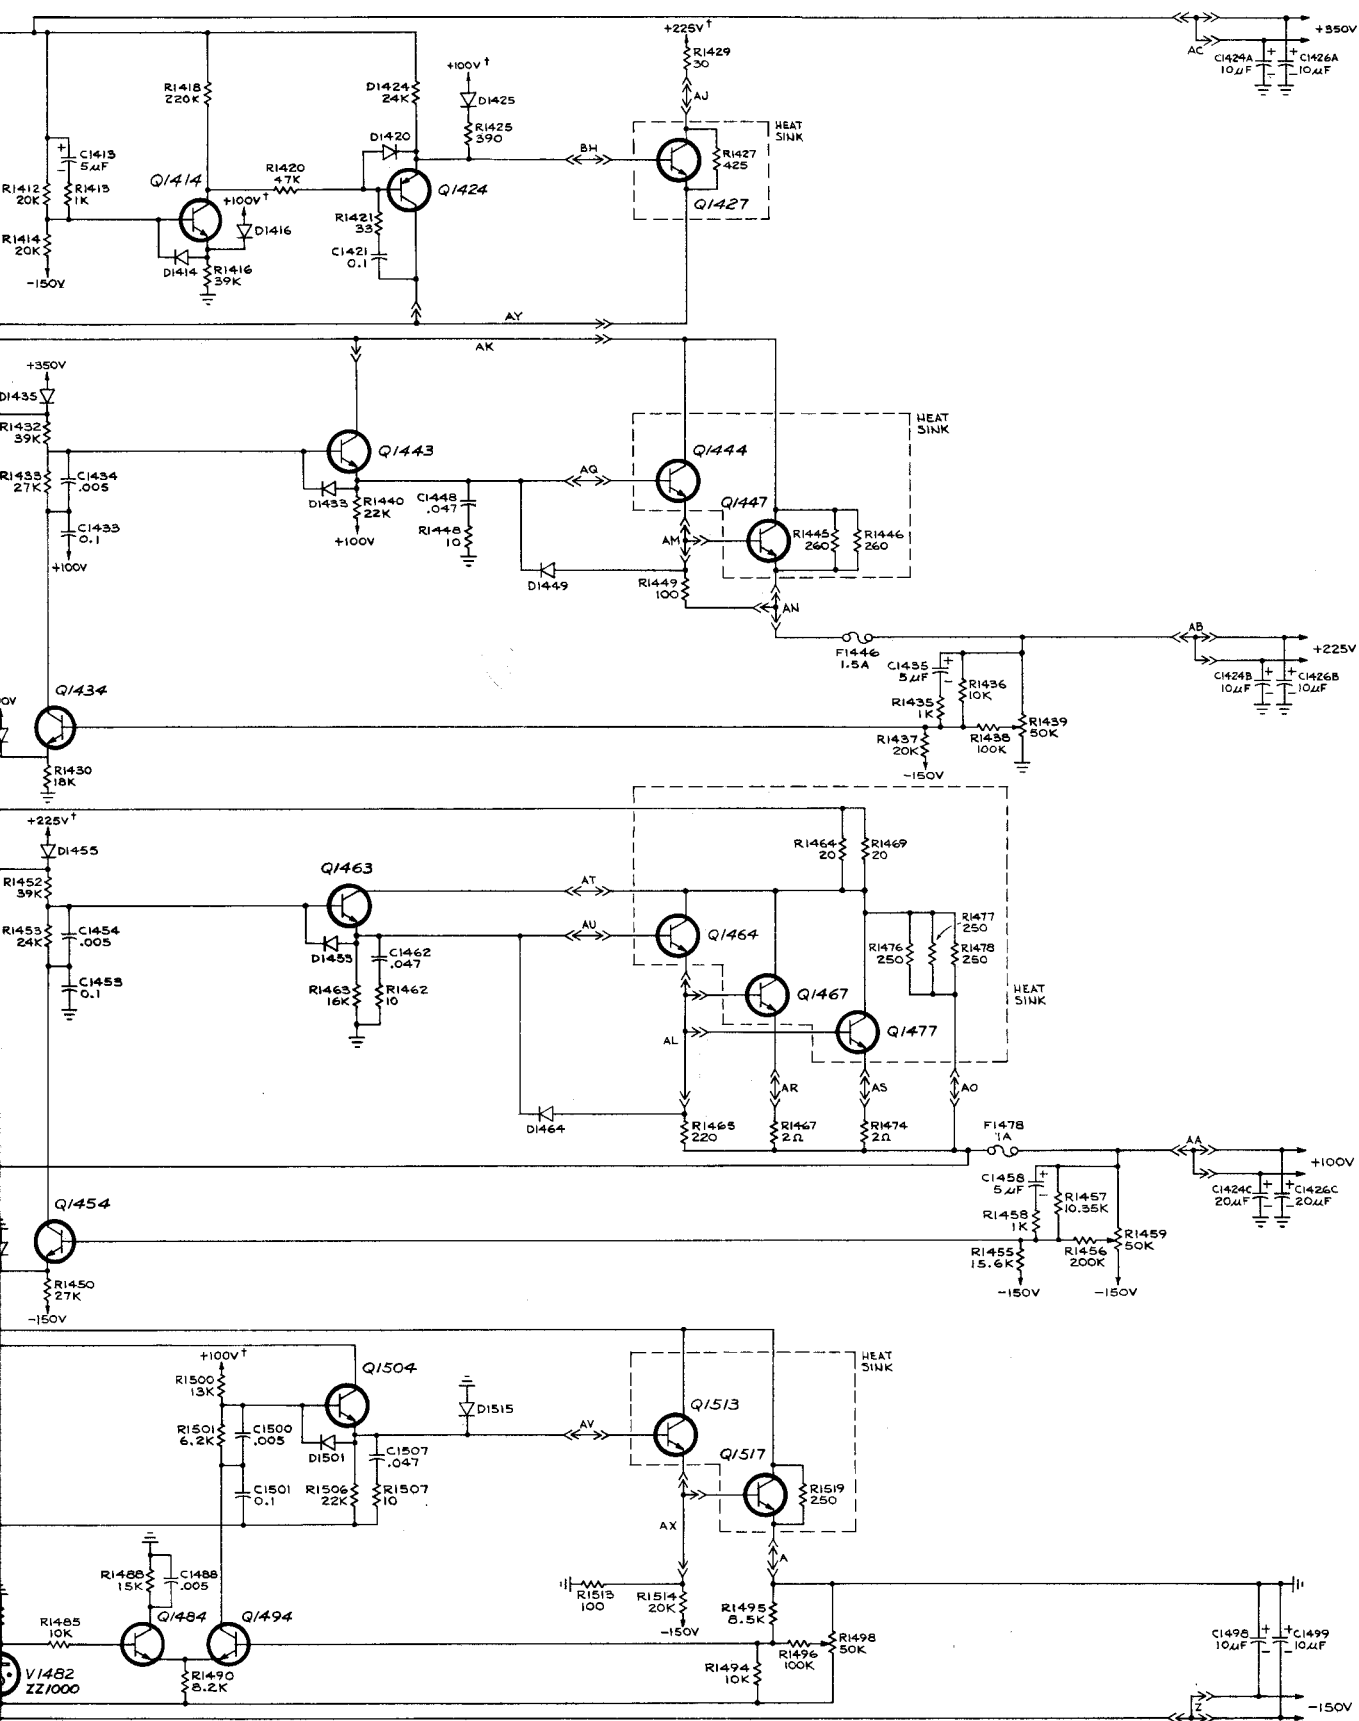 +225V†
R1429
30
AJ
AC
C1424A
10µF
C1426A
10µF
+350V
R1418
220K
D1424
24K
+100V†
D1425
R1425
390
D1420
BH
HEAT
SINK
R1427
425
Q1427
C1413
5µF
R1412
20K
R1413
1K
Q1414
R1420
47K
Q1424
+100V†
D1416
R1421
33
C1421
0.1
R1414
20K
-150V
D1414
R1416
39K
AY
AK
+350V
D1435
R1432
39K
R1433
27K
C1434
.005
C1433
0.1
+100V
Q1443
D1433
R1440
22K
+100V
C1448
.047
R1448
10
AQ
HEAT
SINK
Q1444
Q1447
R1445
260
R1446
260
AM
D1449
R1449
100
AN
F1446
1.5A
AB
+225V
C1424B
10µF
C1426B
10µF
C1435
5µF
R1436
10K
R1435
1K
R1437
20K
R1438
100K
R1439
50K
-150V
Q1434
R1430
18K
+225V†
D1455
R1452
39K
R1453
24K
C1454
.005
C1453
0.1
Q1463
D1453
C1462
.047
R1463
16K
R1462
10
AT
AU
R1464
20
R1469
20
Q1464
Q1467
Q1477
R1476
250
R1477
250
R1478
250
HEAT
SINK
AL
AR
AS
AO
D1464
R1465
220
R1467
2Ω
R1474
2Ω
F1478
1A
AA
+100V
C1424C
20µF
C1426C
20µF
C1458
5µF
R1457
10.35K
R1458
1K
R1455
15.6K
R1456
200K
R1459
50K
-150V
-150V
Q1454
R1450
27K
-150V
+100V†
R1500
13K
R1501
6.2K
C1500
.005
C1501
0.1
Q1504
D1501
C1507
.047
R1506
22K
R1507
10
D1515
AV
HEAT
SINK
Q1513
Q1517
R1519
250
AX
A
R1513
100
R1514
20K
-150V
R1495
8.5K
R1494
10K
R1496
100K
R1498
50K
C1498
10µF
C1499
10µF
Z
-150V
R1488
15K
C1488
.005
R1485
10K
Q1484
Q1494
R1490
8.2K
V1482
ZZ1000